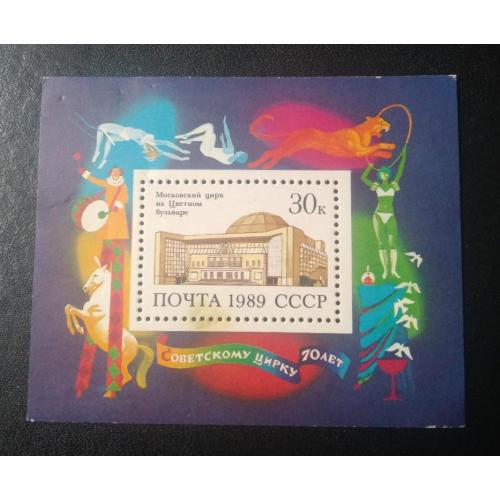 Московский цирк
на Цветном
бульваре
30к
ПОЧТА 1989 СССР
СОВЕТСКОМУ ЦИРКУ 70 ЛЕТ